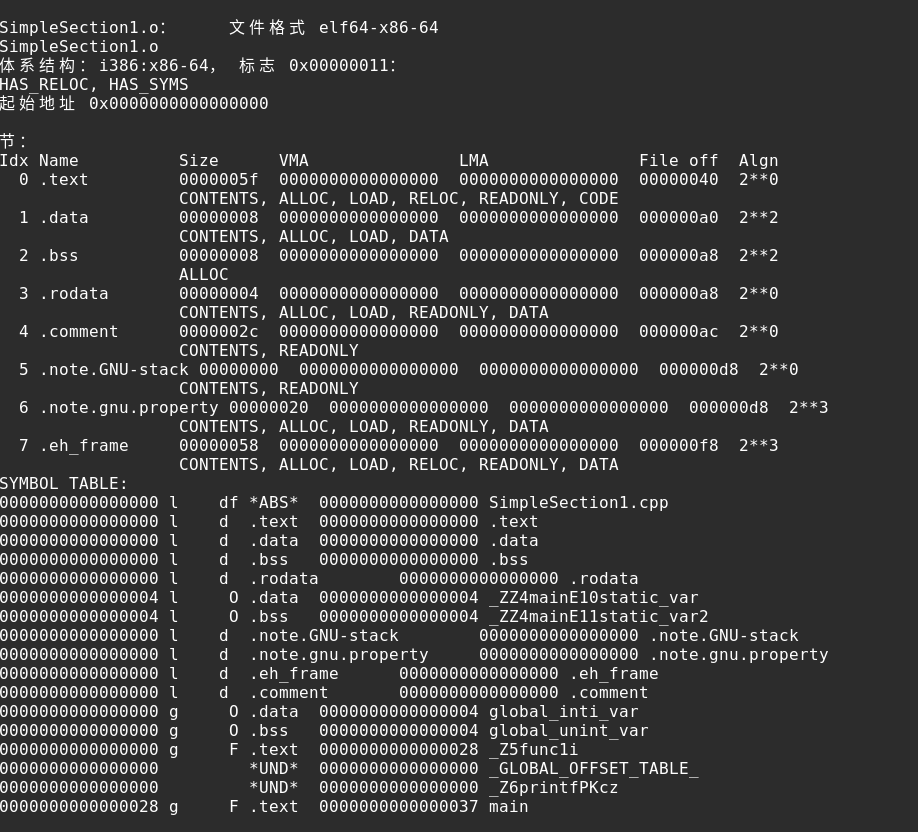 SimpleSection1.o：     文件格式 elf64-x86-64
SimpleSection1.o
体系结构：i386:x86-64， 标志 0x00000011：
HAS_RELOC, HAS_SYMS
起始地址 0x0000000000000000
节：
Idx Name          Size      VMA               LMA               File off  Algn
  0 .text         0000005f  0000000000000000  0000000000000000  00000040  2**0
                  CONTENTS, ALLOC, LOAD, RELOC, READONLY, CODE
  1 .data         00000008  0000000000000000  0000000000000000  000000a0  2**2
                  CONTENTS, ALLOC, LOAD, DATA
  2 .bss          00000008  0000000000000000  0000000000000000  000000a8  2**2
                  ALLOC
  3 .rodata       00000004  0000000000000000  0000000000000000  000000a8  2**0
                  CONTENTS, ALLOC, LOAD, READONLY, DATA
  4 .comment      0000002c  0000000000000000  0000000000000000  000000ac  2**0
                  CONTENTS, READONLY
  5 .note.GNU-stack 00000000  0000000000000000  0000000000000000  000000d8  2**0
                  CONTENTS, READONLY
  6 .note.gnu.property 00000020  0000000000000000  0000000000000000  000000d8  2**3
                  CONTENTS, ALLOC, LOAD, READONLY, DATA
  7 .eh_frame     00000058  0000000000000000  0000000000000000  000000f8  2**3
                  CONTENTS, ALLOC, LOAD, RELOC, READONLY, DATA
SYMBOL TABLE:
0000000000000000 l    df *ABS*  0000000000000000 SimpleSection1.cpp
0000000000000000 l    d  .text  0000000000000000 .text
0000000000000000 l    d  .data  0000000000000000 .data
0000000000000000 l    d  .bss   0000000000000000 .bss
0000000000000000 l    d  .rodata        0000000000000000 .rodata
0000000000000004 l     O .data  0000000000000004 _ZZ4mainE10static_var
0000000000000004 l     O .bss   0000000000000004 _ZZ4mainE11static_var2
0000000000000000 l    d  .note.GNU-stack        0000000000000000 .note.GNU-stack
0000000000000000 l    d  .note.gnu.property     0000000000000000 .note.gnu.property
0000000000000000 l    d  .eh_frame      0000000000000000 .eh_frame
0000000000000000 l    d  .comment       0000000000000000 .comment
0000000000000000 g     O .data  0000000000000004 global_inti_var
0000000000000000 g     O .bss   0000000000000004 global_unint_var
0000000000000000 g     F .text  0000000000000028 _Z5func1i
0000000000000000         *UND*  0000000000000000 _GLOBAL_OFFSET_TABLE_
0000000000000000         *UND*  0000000000000000 _Z6printfPKcz
0000000000000028 g     F .text  0000000000000037 main